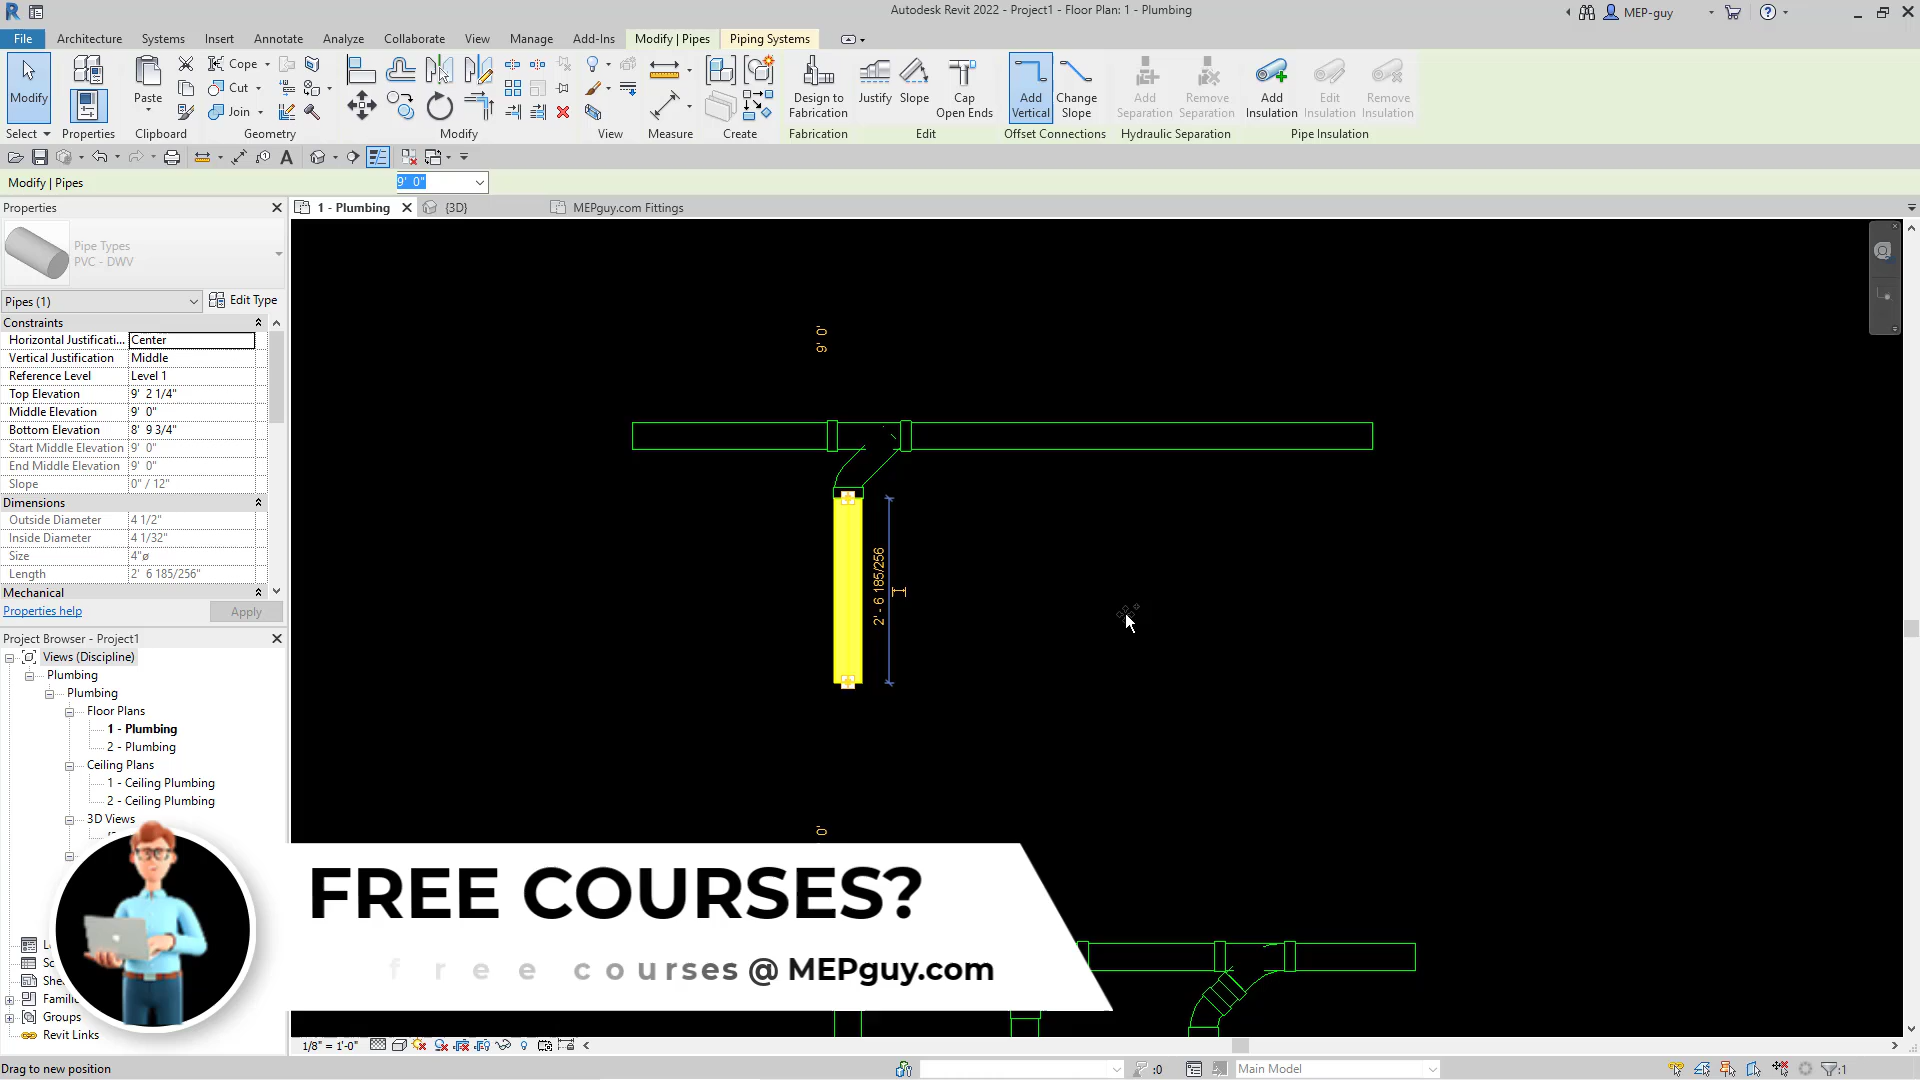 Autodesk Revit 2022 - Project1 - Floor Plan: 1 - Plumbing
MEP-guy
File Architecture Systems Insert Annotate Analyze Collaborate View Manage Add-Ins Modify | Pipes Piping Systems
Modify
Paste
Cope
Cut
Join
Design to Fabrication
Justify
Slope
Cap Open Ends
Add Vertical
Change Slope
Add Separation
Remove Separation
Add Insulation
Edit Insulation
Remove Insulation
Select Properties Clipboard Geometry Modify View Measure Create Fabrication Edit Offset Connections Hydraulic Separation Pipe Insulation
Modify | Pipes
9' 0"
Properties
1 - Plumbing
{3D}
MEPguy.com Fittings
Pipe Types
PVC - DWV
Pipes (1)
Edit Type
Constraints
Horizontal Justificati... Center
Vertical Justification Middle
Reference Level Level 1
Top Elevation 9' 2 1/4"
Middle Elevation 9' 0"
Bottom Elevation 8' 9 3/4"
Start Middle Elevation 9' 0"
End Middle Elevation 9' 0"
Slope 0" / 12"
Dimensions
Outside Diameter 4 1/2"
Inside Diameter 4 1/32"
Size 4"ø
Length 2' 6 185/256"
Mechanical
Properties help
Apply
9' 0'
2' - 6 185/256
0'
Project Browser - Project1
Views (Discipline)
Plumbing
Plumbing
Floor Plans
1 - Plumbing
2 - Plumbing
Ceiling Plans
1 - Ceiling Plumbing
2 - Ceiling Plumbing
3D Views
L
Sc
She
Famili
Groups
Revit Links
FREE COURSES?
free courses @ MEPguy.com
1/8" = 1'-0"
Drag to new position
:0
Main Model
:1